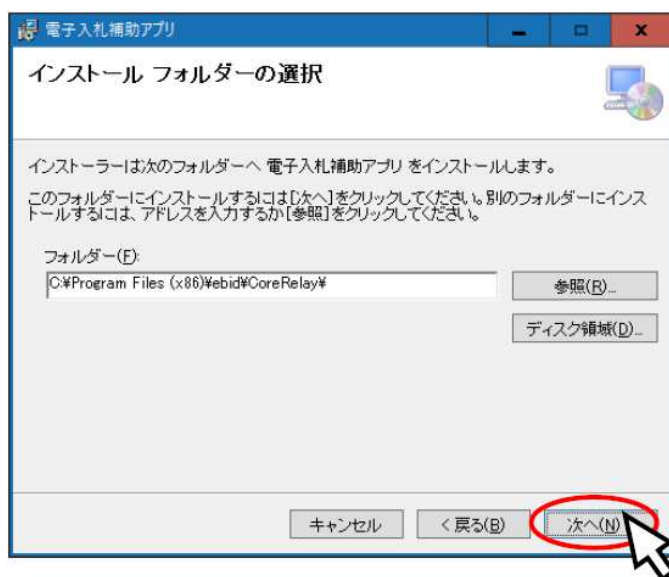 電子入札補助アプリ
インストール フォルダーの選択
インストーラーは次のフォルダーへ 電子入札補助アプリ をインストールします。
このフォルダーにインストールするには[次へ]をクリックしてください。別のフォルダーにインス
トールするには、アドレスを入力するか[参照]をクリックしてください。
フォルダー(F):
C:¥Program Files (x86)¥ebid¥CoreRelay¥
参照(R)...
ディスク領域(D)...
キャンセル
< 戻る(B)
次へ(N)